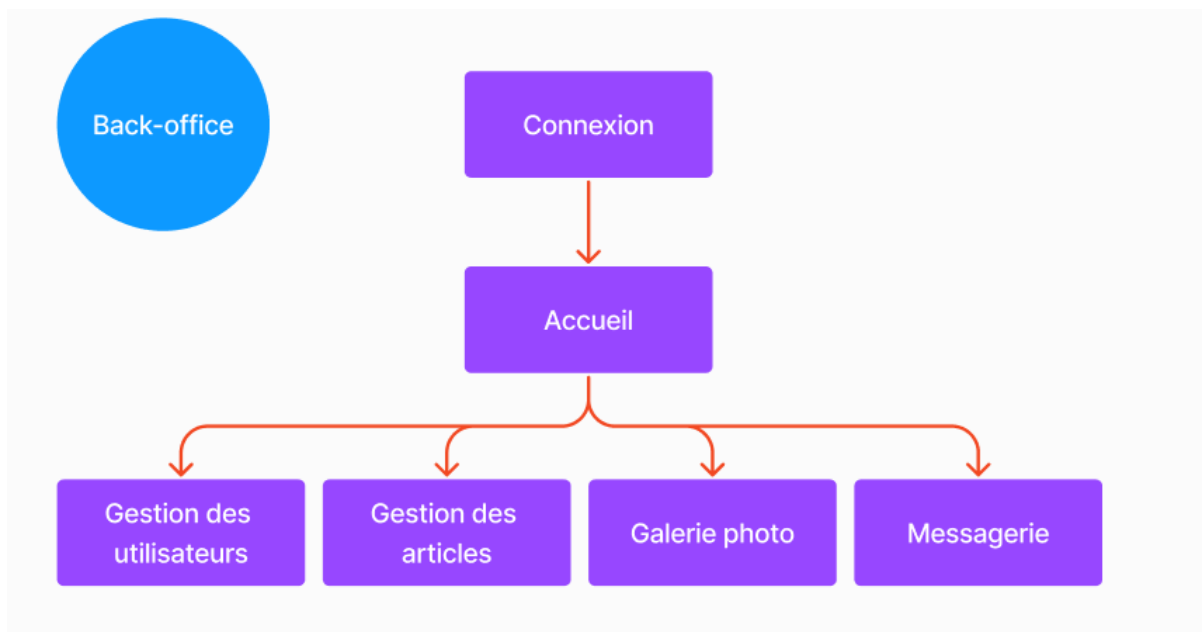 Back-office
Connexion
Accueil
Gestion des
utilisateurs
Gestion des
articles
Galerie photo
Messagerie